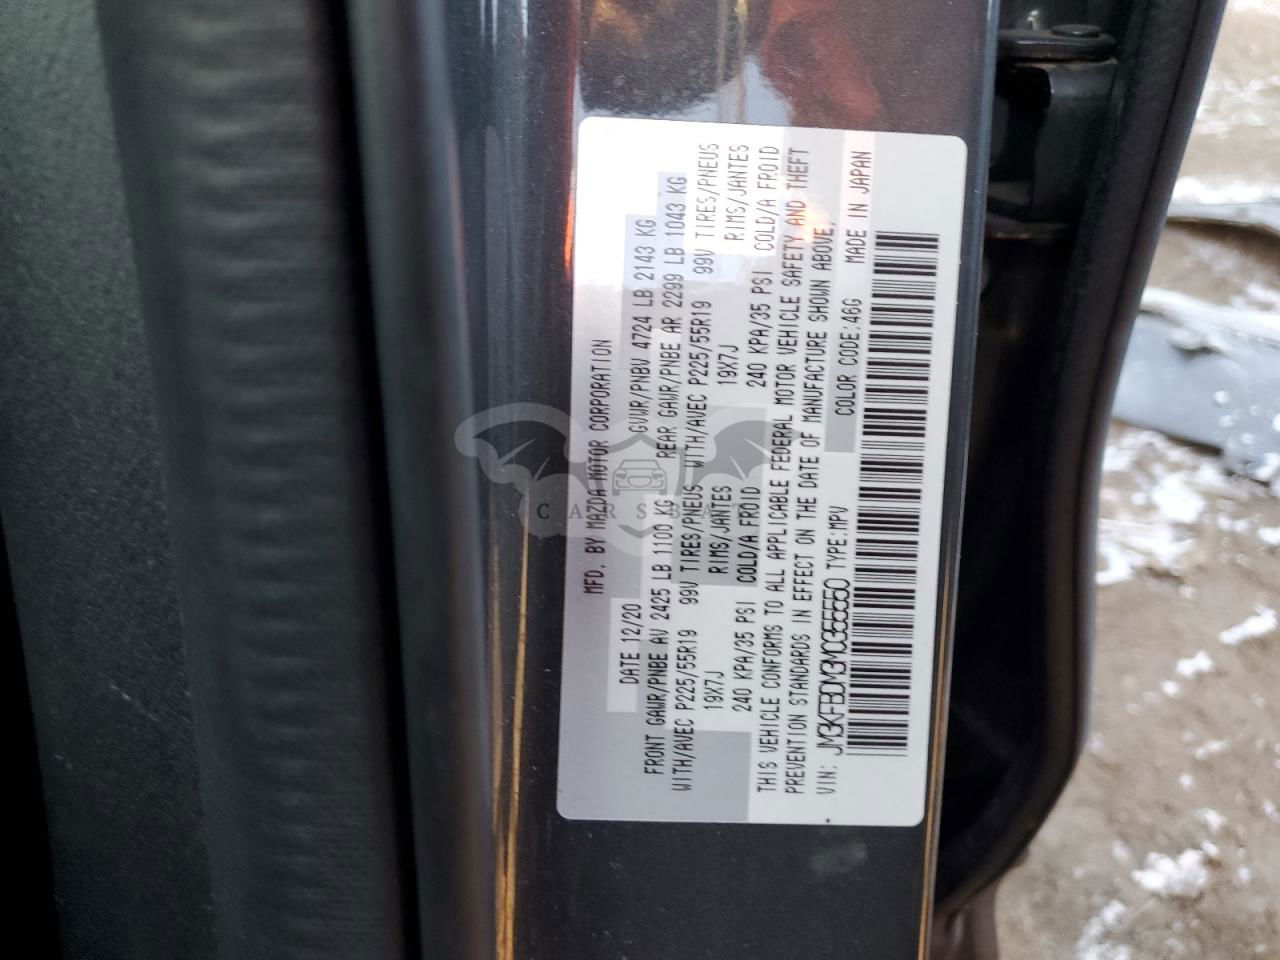 MFD. BY MAZDA MOTOR CORPORATION
DATE 12/20 GVWR/PNBV 4724 LB 2143 KG
FRONT GAWR/PNBE AV 2425 LB 1100 KG REAR GAWR/PNBE AR 2299 LB 1043 KG
WITH/AVEC P225/55R19 99V TIRES/PNEUS WITH/AVEC P225/55R19 99V TIRES/PNEUS
19X7J RIMS/JANTES 19X7J RIMS/JANTES
240 KPA/35 PSI COLD/A FROID 240 KPA/35 PSI COLD/A FROID
THIS VEHICLE CONFORMS TO ALL APPLICABLE FEDERAL MOTOR VEHICLE SAFETY AND THEFT
PREVENTION STANDARDS IN EFFECT ON THE DATE OF MANUFACTURE SHOWN ABOVE.
VIN: TYPE:MPV COLOR CODE:46G MADE IN JAPAN
CARSBAT